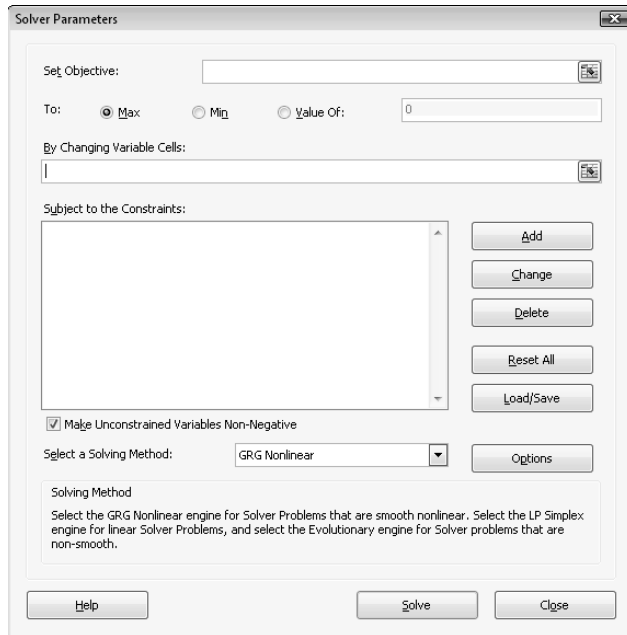 Solver Parameters
Set Objective:
To: Max Min Value Of: 0
By Changing Variable Cells:
Subject to the Constraints:
Add
Change
Delete
Reset All
Load/Save
Make Unconstrained Variables Non-Negative
Select a Solving Method: GRG Nonlinear Options
Solving Method
Select the GRG Nonlinear engine for Solver Problems that are smooth nonlinear. Select the LP Simplex
engine for linear Solver Problems, and select the Evolutionary engine for Solver problems that are
non-smooth.
Help Solve Close